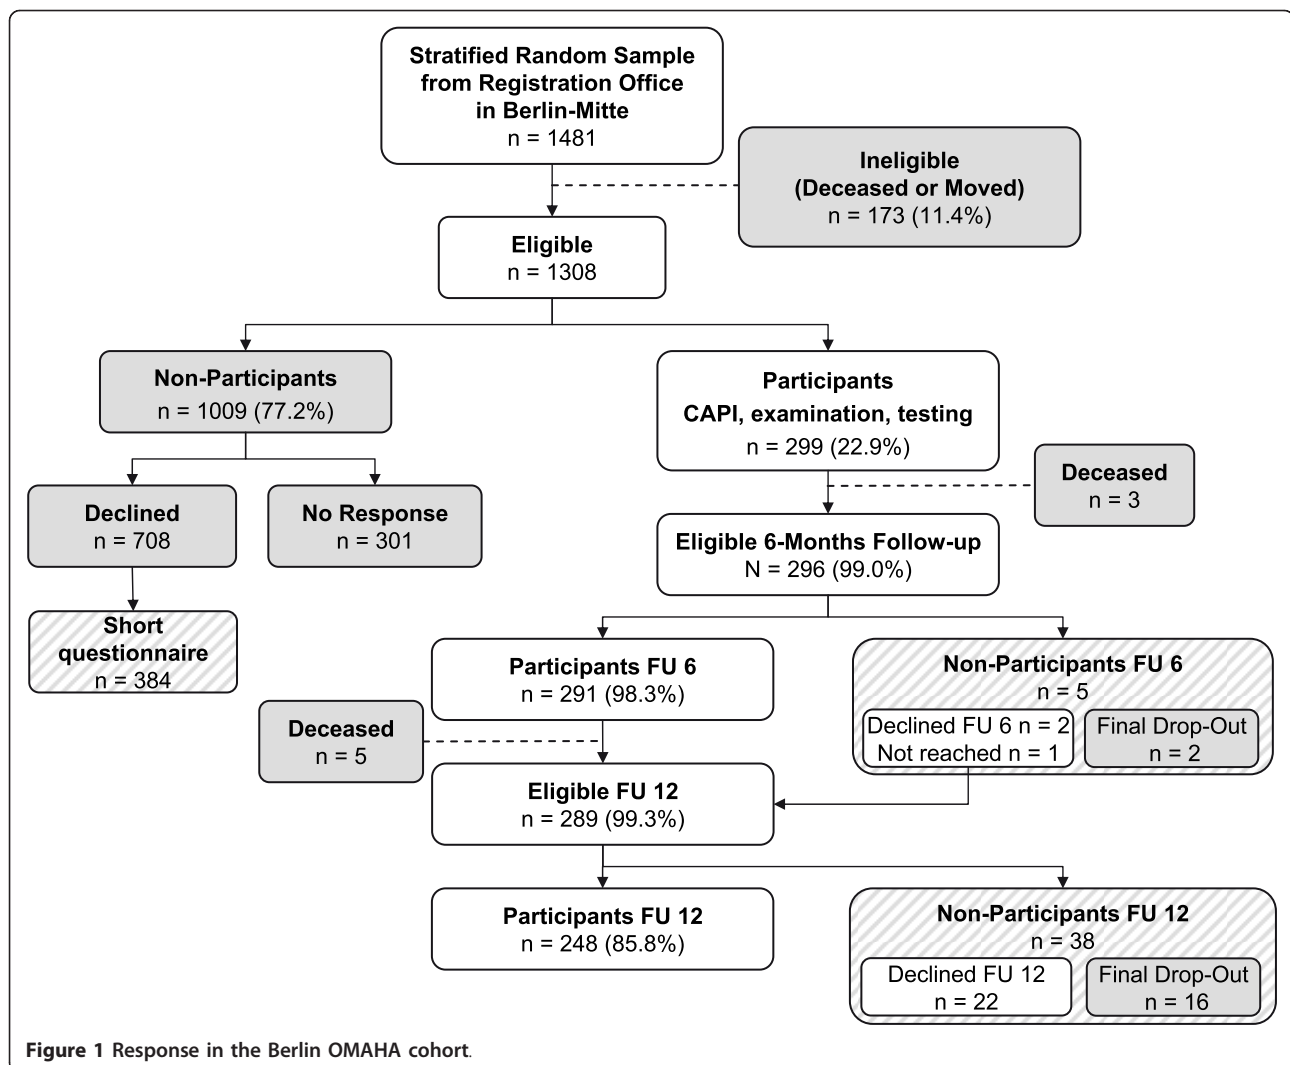 Stratified Random Sample
from Registration Office
in Berlin-Mitte
n = 1481
Ineligible
(Deceased or Moved)
n = 173 (11.4%)
Eligible
n = 1308
Non-Participants
n = 1009 (77.2%)
Participants
CAPI, examination, testing
n = 299 (22.9%)
Declined
n = 708
No Response
n = 301
Deceased
n = 3
Eligible 6-Months Follow-up
N = 296 (99.0%)
Short
questionnaire
n = 384
Participants FU 6
n = 291 (98.3%)
Non-Participants FU 6
n = 5
Declined FU 6 n = 2
Not reached n = 1
Final Drop-Out
n = 2
Deceased
n = 5
Eligible FU 12
n = 289 (99.3%)
Participants FU 12
n = 248 (85.8%)
Non-Participants FU 12
n = 38
Declined FU 12
n = 22
Final Drop-Out
n = 16
Figure 1 Response in the Berlin OMAHA cohort.